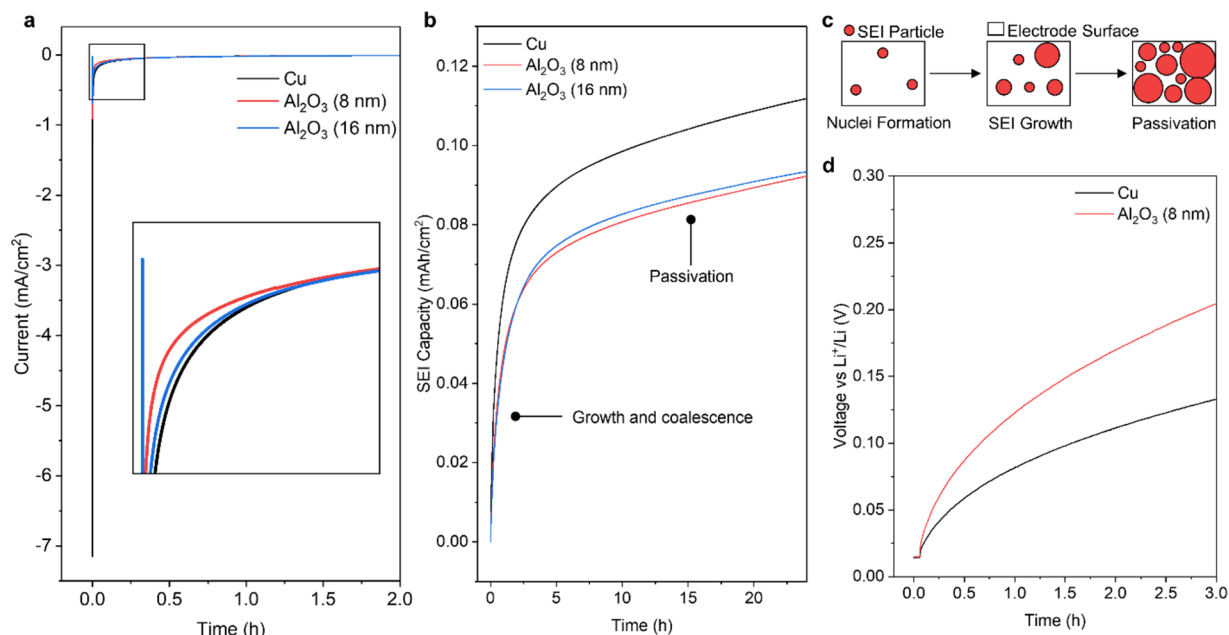 a
0
-1
-2
-3
-4
-5
-6
-7
Current (mA/cm²)
Cu
Al₂O₃ (8 nm)
Al₂O₃ (16 nm)
0.0 0.5 1.0 1.5 2.0
Time (h)
b
0.12
0.10
0.08
0.06
0.04
0.02
0.00
SEI Capacity (mAh/cm²)
Cu
Al₂O₃ (8 nm)
Al₂O₃ (16 nm)
Passivation
Growth and coalescence
0 5 10 15 20
Time (h)
c
SEI Particle Electrode Surface
Nuclei Formation SEI Growth Passivation
d
0.30
0.25
0.20
0.15
0.10
0.05
0.00
Voltage vs Li⁺/Li (V)
Cu
Al₂O₃ (8 nm)
0.0 0.5 1.0 1.5 2.0 2.5 3.0
Time (h)